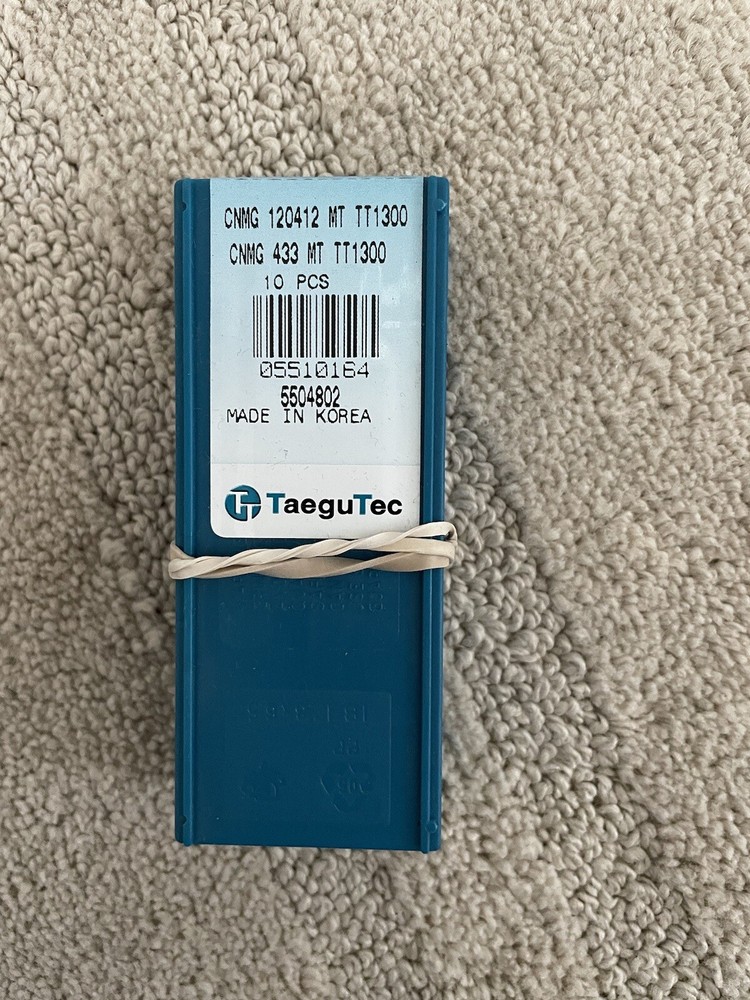 CNMG 120412 MT TT1300
CNMG 433 MT TT1300
10 PCS
05510164
5504802
MADE IN KOREA
TaeguTec